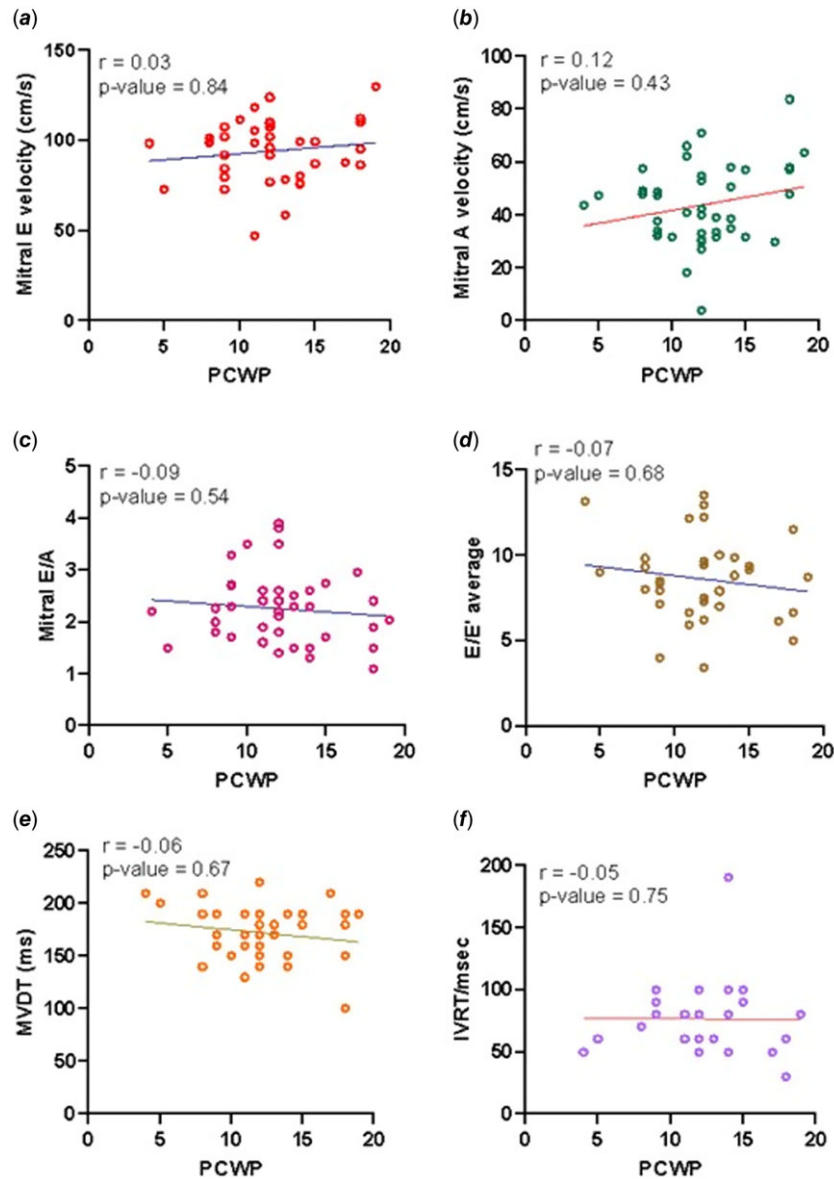 (a)
r = 0.03
p-value = 0.84
Mitral E velocity (cm/s)
150
100
50
0
0 5 10 15 20
PCWP
(b)
r = 0.12
p-value = 0.43
Mitral A velocity (cm/s)
100
80
60
40
20
0
0 5 10 15 20
PCWP
(c)
r = -0.09
p-value = 0.54
Mitral E/A
5
4
3
2
1
0
0 5 10 15 20
PCWP
(d)
r = -0.07
p-value = 0.68
E/E' average
15
10
5
0
0 5 10 15 20
PCWP
(e)
r = -0.06
p-value = 0.67
MVDT (ms)
250
200
150
100
50
0
0 5 10 15 20
PCWP
(f)
r = -0.05
p-value = 0.75
IVRT/msec
200
150
100
50
0
0 5 10 15 20
PCWP